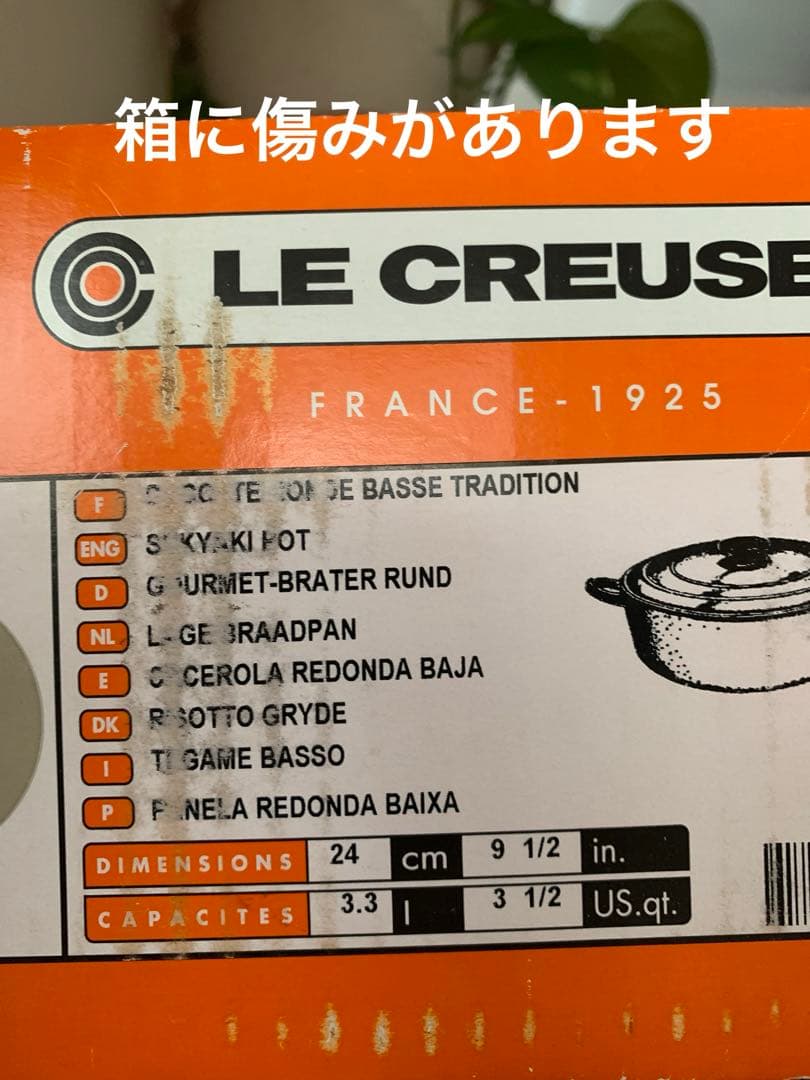 箱に傷みがあります
LE CREUSE
FRANCE-1925
F BASSE TRADITION
ENG POT
D GOURMET-BRATER RUND
NL BRAADPAN
E REDONDA BAJA
DK RISOTTO GRYDE
I TEGAME BASSO
P PANELA REDONDA BAIXA
DIMENSIONS 24 cm 9 1/2 in.
CAPACITES 3.3 l 3 1/2 US.qt.